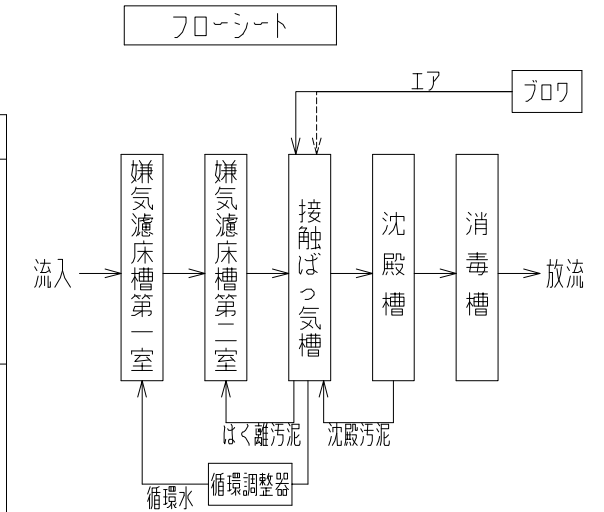 フローシート
エア
ブロワ
流入
嫌気濾床槽第一室
嫌気濾床槽第二室
接触ばっ気槽
沈殿槽
消毒槽
放流
はく離汚泥
沈殿汚泥
循環水
循環調整器